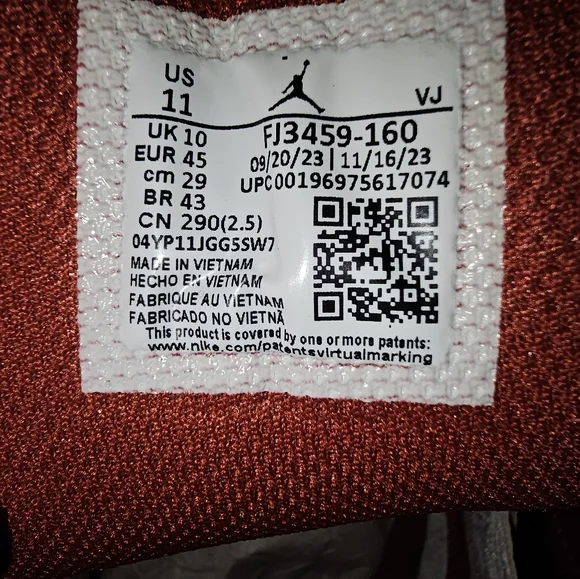 US
11
VJ
UK 10
EUR 45
cm 29
BR 43
CN 290(2.5)
FJ3459-160
09/20/23 | 11/16/23
UPC00196975617074
04YP11JGG5SW7
MADE IN VIETNAM
HECHO EN VIETNAM
FABRIQUE AU VIETNAM
FABRICADO NO VIETNÃ
This product is covered by one or more patents:
www.nike.com/patentsvirtualmarking